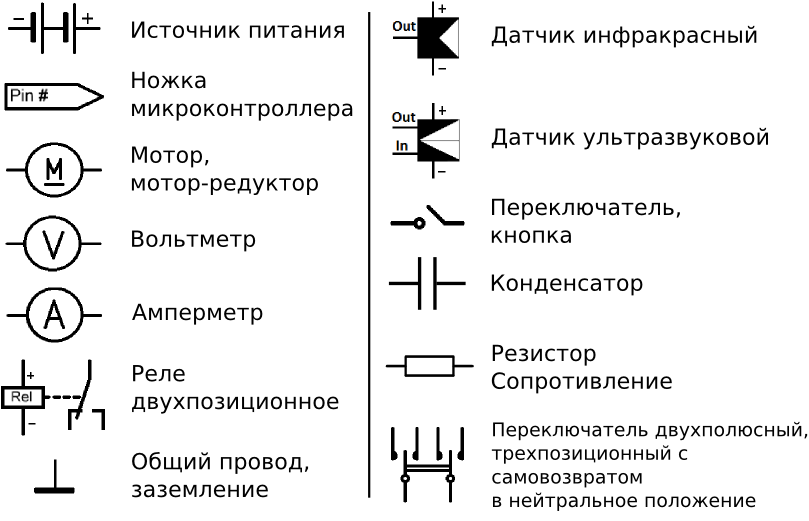 − +
Источник питания
Pin #
Ножка
микроконтроллера
M
Мотор,
мотор-редуктор
V
Вольтметр
A
Амперметр
+
Rel
−
Реле
двухпозиционное
Общий провод,
заземление
+
Out
−
Датчик инфракрасный
+
Out
In
−
Датчик ультразвуковой
Переключатель,
кнопка
Конденсатор
Резистор
Сопротивление
Переключатель двухполюсный,
трехпозиционный с
самовозвратом
в нейтральное положение